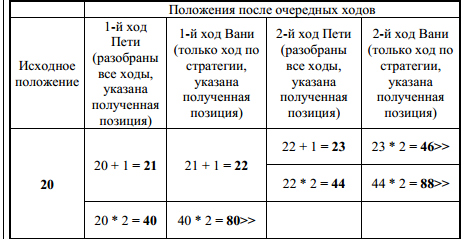 Положения после очередных ходов
Исходное
положение
1-й ход
Пети
(разобраны
все ходы,
указана
полученная
позиция)
1-й ход Вани
(только ход по
стратегии,
указана
полученная
позиция)
2-й ход Пети
(разобраны
все ходы,
указана
полученная
позиция)
2-й ход Вани
(только ход по
стратегии,
указана
полученная
позиция)
20
20 + 1 = 21
21 + 1 = 22
22 + 1 = 23
23 * 2 = 46>>
22 * 2 = 44
44 * 2 = 88>>
20 * 2 = 40
40 * 2 = 80>>